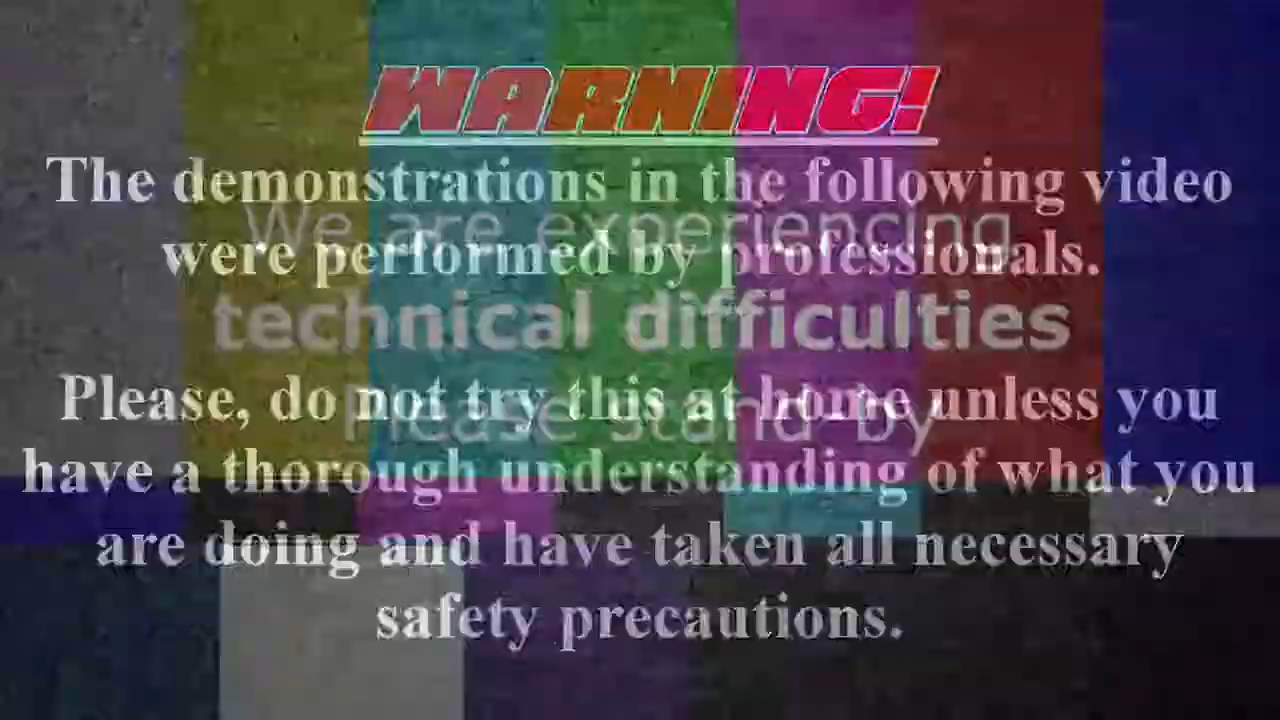 WARNING!
The demonstrations in the following video
We are experiencing
were performed by professionals.
technical difficulties
Please, do not try this at home unless you
Please stand by
have a thorough understanding of what you
are doing and have taken all necessary
safety precautions.